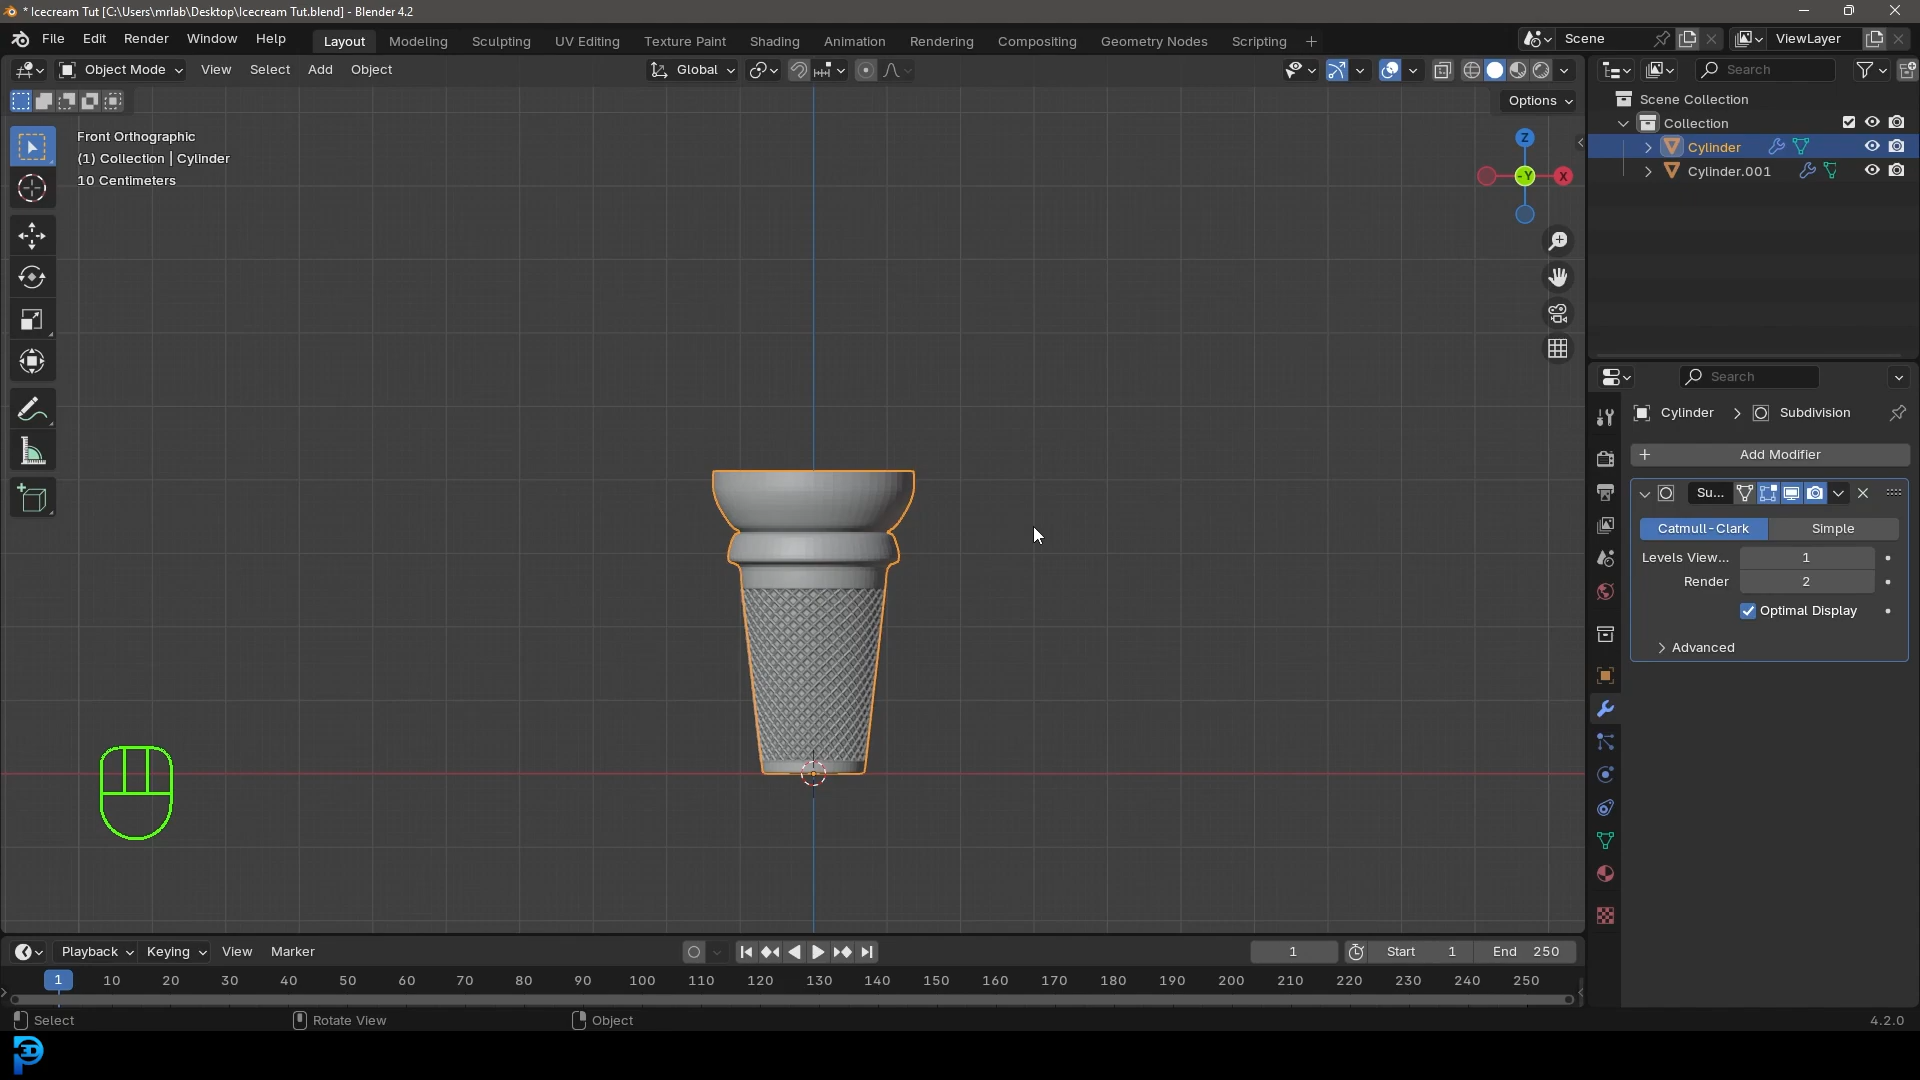 * Icecream Tut [C:\Users\mrlab\Desktop\Icecream Tut.blend] - Blender 4.2
File Edit Render Window Help Layout Modeling Sculpting UV Editing Texture Paint Shading Animation Rendering Compositing Geometry Nodes Scripting + Scene ViewLayer
Object Mode View Select Add Object Global Search
Options
Scene Collection
Collection
Cylinder
Cylinder.001
Front Orthographic
(1) Collection | Cylinder
10 Centimeters
Z
-Y X
Search
Cylinder > Subdivision
+ Add Modifier
Su...
Catmull-Clark Simple
Levels View... 1
Render 2
Optimal Display
Advanced
Playback Keying View Marker 1 Start 1 End 250
1 10 20 30 40 50 60 70 80 90 100 110 120 130 140 150 160 170 180 190 200 210 220 230 240 250
Select Rotate View Object 4.2.0
3D